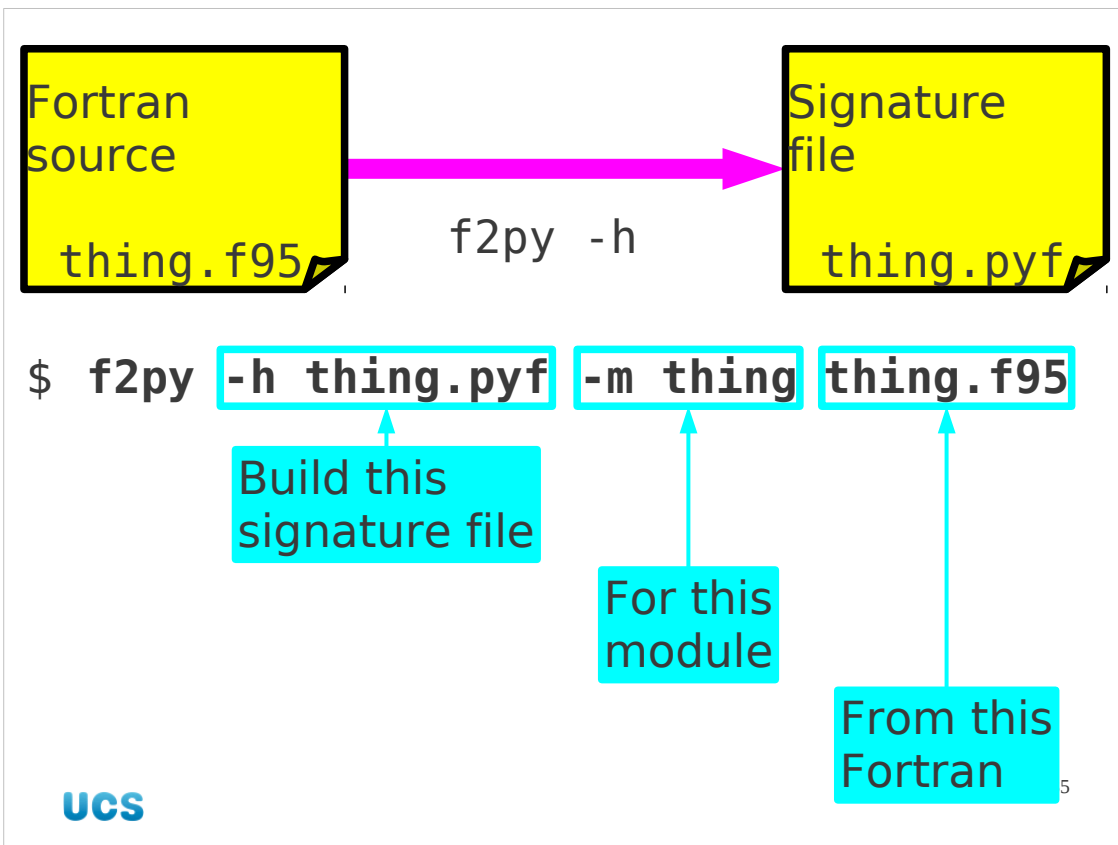 Fortran
source
thing.f95
f2py -h
Signature
file
thing.pyf
$ f2py -h thing.pyf -m thing thing.f95
Build this
signature file
For this
module
From this
Fortran
UCS
5